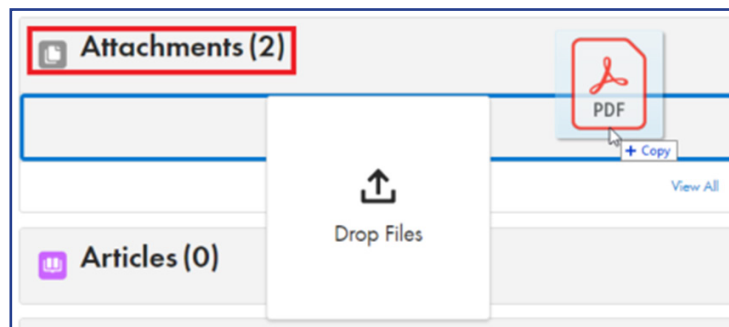 Attachments (2)
PDF
+ Copy
View All
Drop Files
Articles (0)